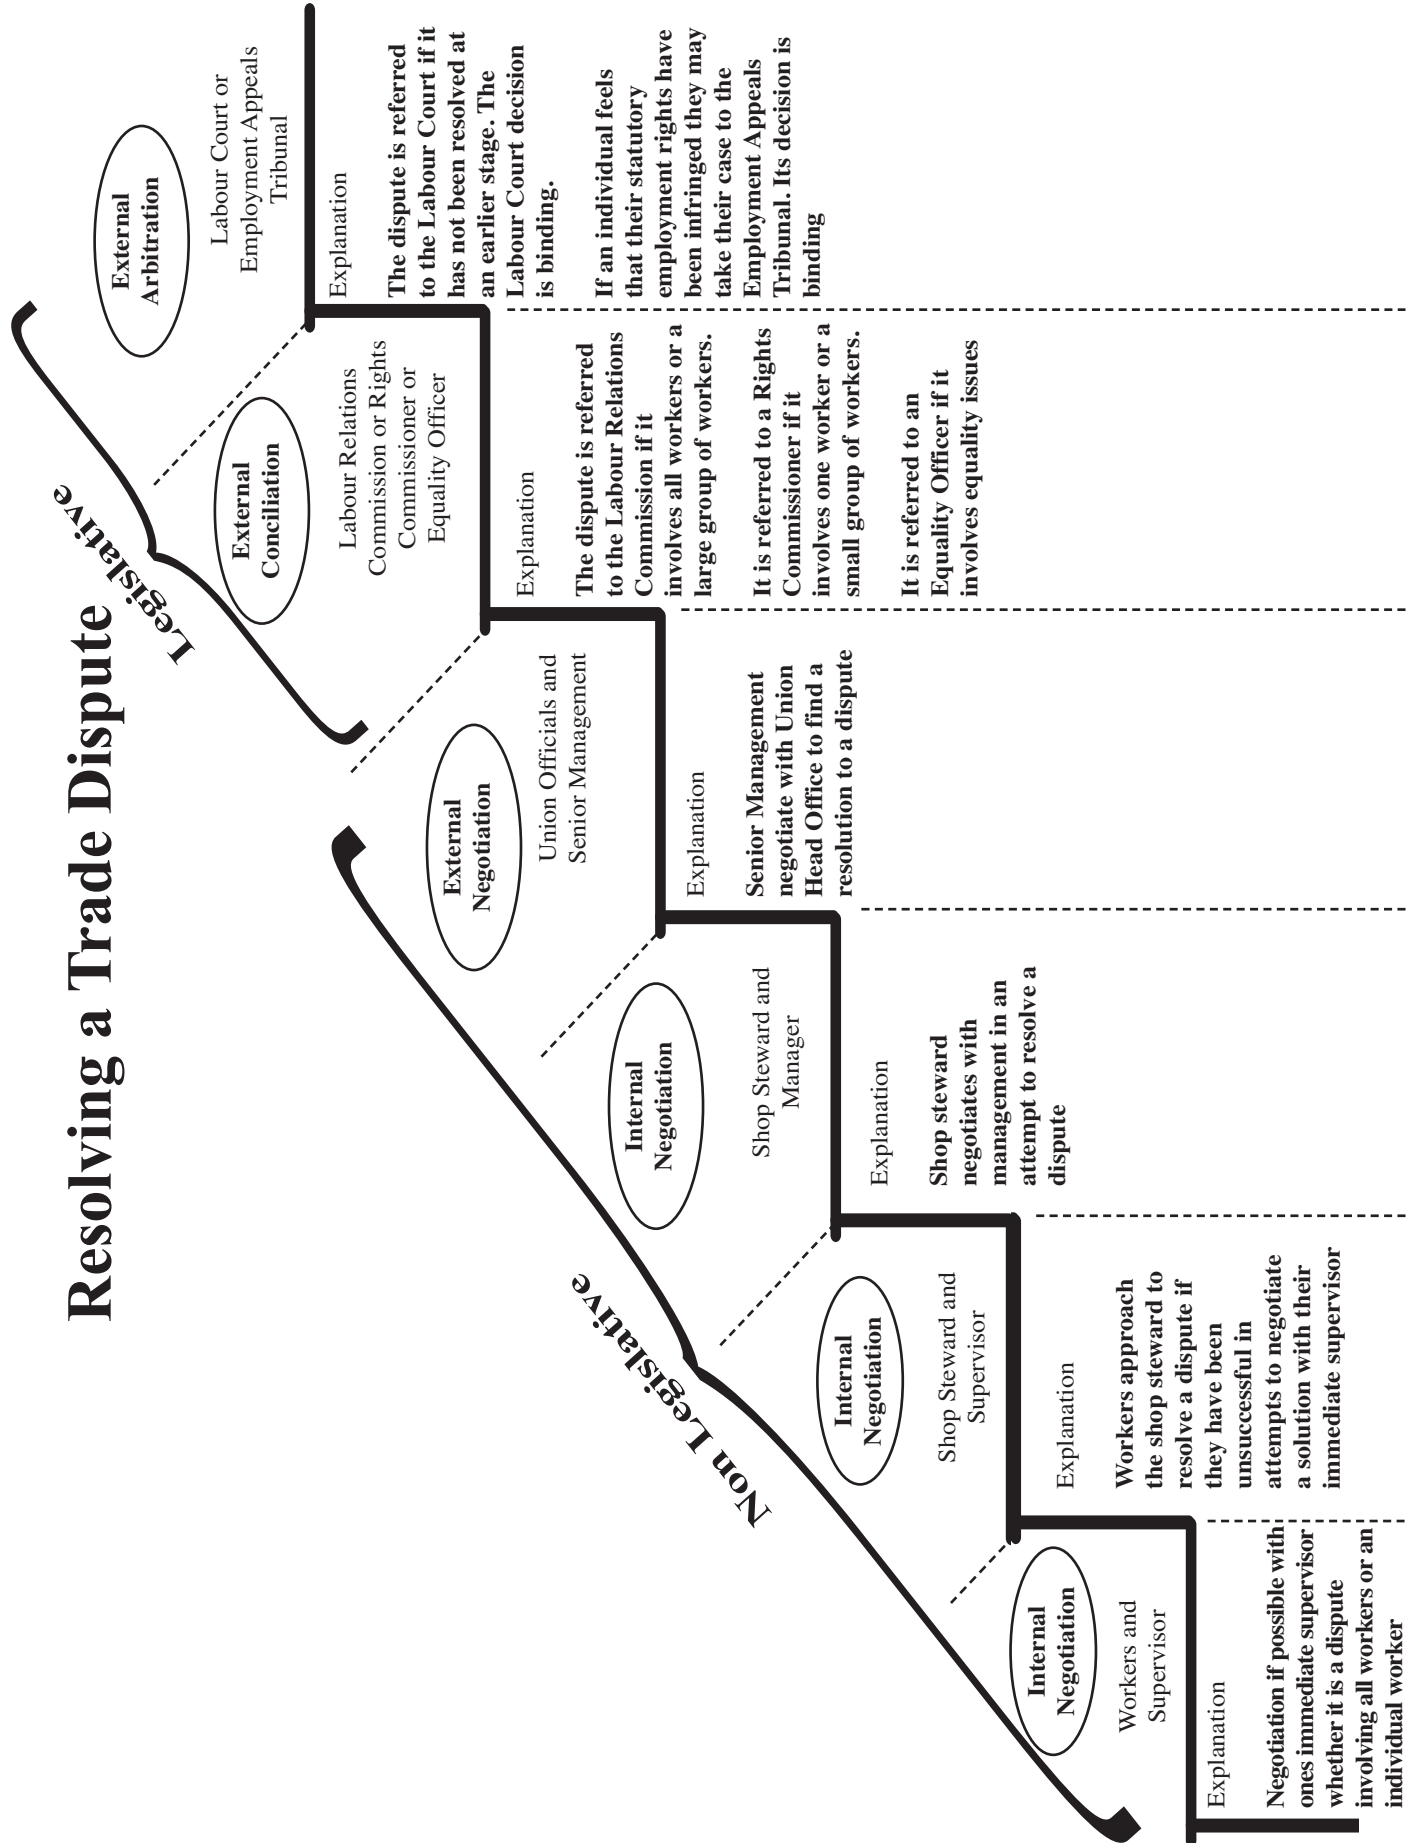 Resolving a Trade Dispute
Non Legislative
Legislative
Internal
Negotiation
Workers and
Supervisor
Explanation
Negotiation if possible with
ones immediate supervisor
whether it is a dispute
involving all workers or an
individual worker
Internal
Negotiation
Shop Steward and
Supervisor
Explanation
Workers approach
the shop steward to
resolve a dispute if
they have been
unsuccessful in
attempts to negotiate
a solution with their
immediate supervisor
Internal
Negotiation
Shop Steward and
Manager
Explanation
Shop steward
negotiates with
management in an
attempt to resolve a
dispute
External
Negotiation
Union Officials and
Senior Management
Explanation
Senior Management
negotiate with Union
Head Office to find a
resolution to a dispute
External
Conciliation
Labour Relations
Commission or Rights
Commissioner or
Equality Officer
Explanation
The dispute is referred
to the Labour Relations
Commission if it
involves all workers or a
large group of workers.
It is referred to a Rights
Commissioner if it
involves one worker or a
small group of workers.
It is referred to an
Equality Officer if it
involves equality issues
External
Arbitration
Labour Court or
Employment Appeals
Tribunal
Explanation
The dispute is referred
to the Labour Court if it
has not been resolved at
an earlier stage. The
Labour Court decision
is binding.
If an individual feels
that their statutory
employment rights have
been infringed they may
take their case to the
Employment Appeals
Tribunal. Its decision is
binding